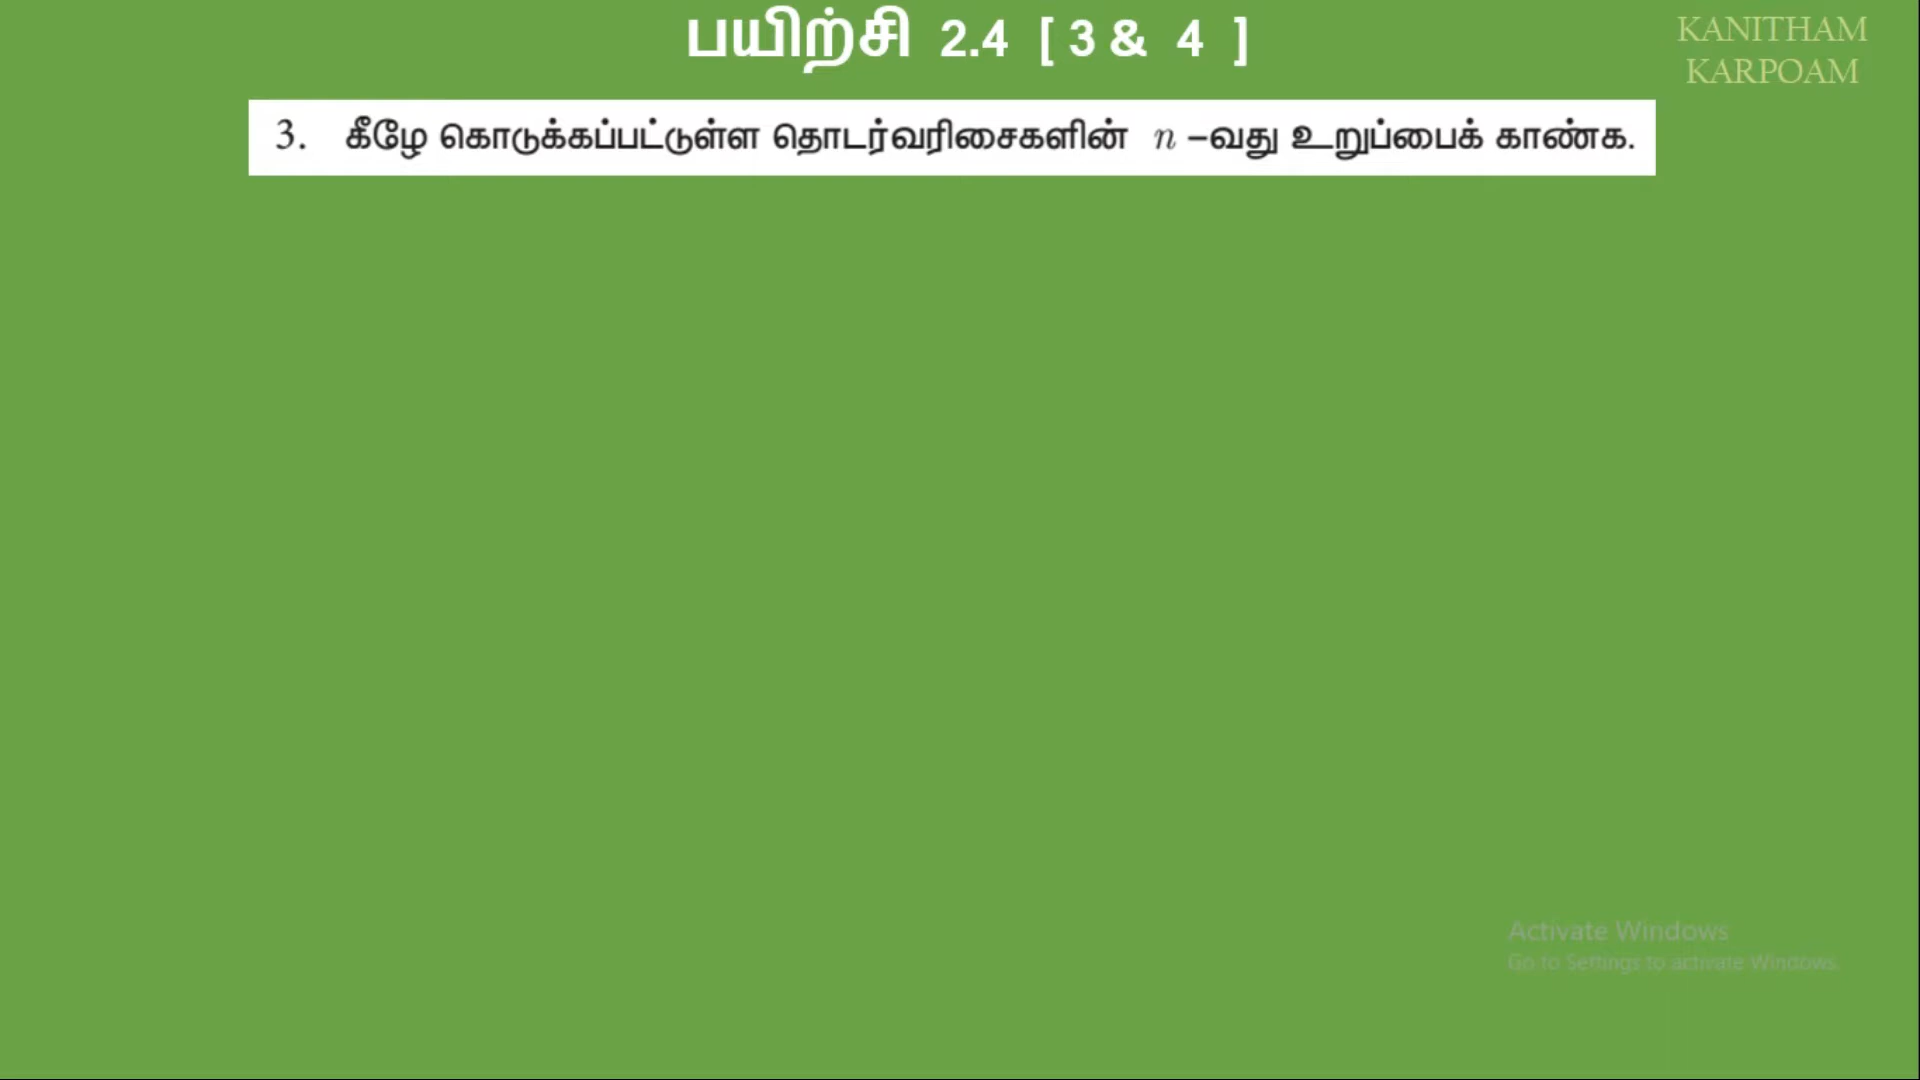 பயிற்சி 2.4 [ 3 & 4 ]
KANITHAM
KARPOAM
3. கீழே கொடுக்கப்பட்டுள்ள தொடர்வரிசைகளின் n –வது உறுப்பைக் காண்க.
Activate Windows
Go to Settings to activate Windows.